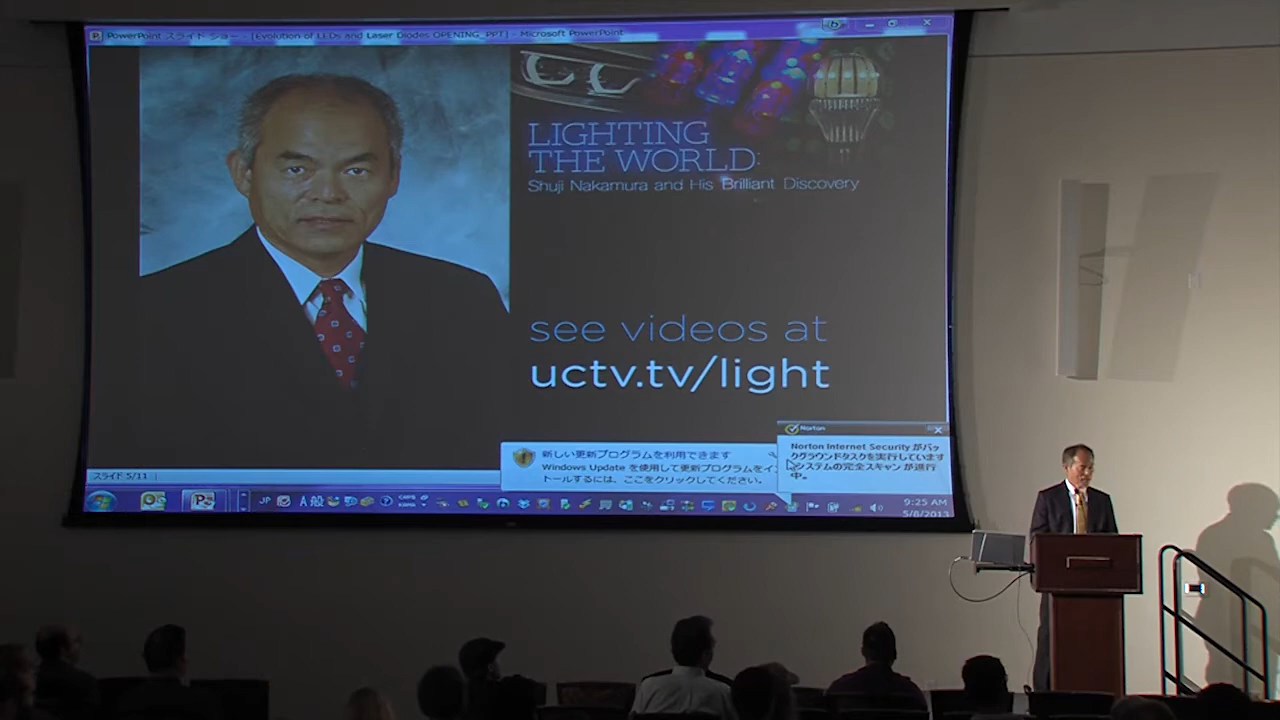 PowerPoint スライド ショー - [Evolution of LEDs and Laser Diodes OPENING_PPT] - Microsoft PowerPoint
LIGHTING
THE WORLD:
Shuji Nakamura and His Brilliant Discovery
see videos at
uctv.tv/light
Norton
Norton Internet Security がバッ
クグラウンドタスクを実行しています
システムの完全スキャン が進行
中。
新しい更新プログラムを利用できます
Windows Update を使用して更新プログラムをイン
トールするには、ここをクリックしてください。
スライド 5/11
JP
A 般
CAPS
KANA
9:25 AM
5/8/2013